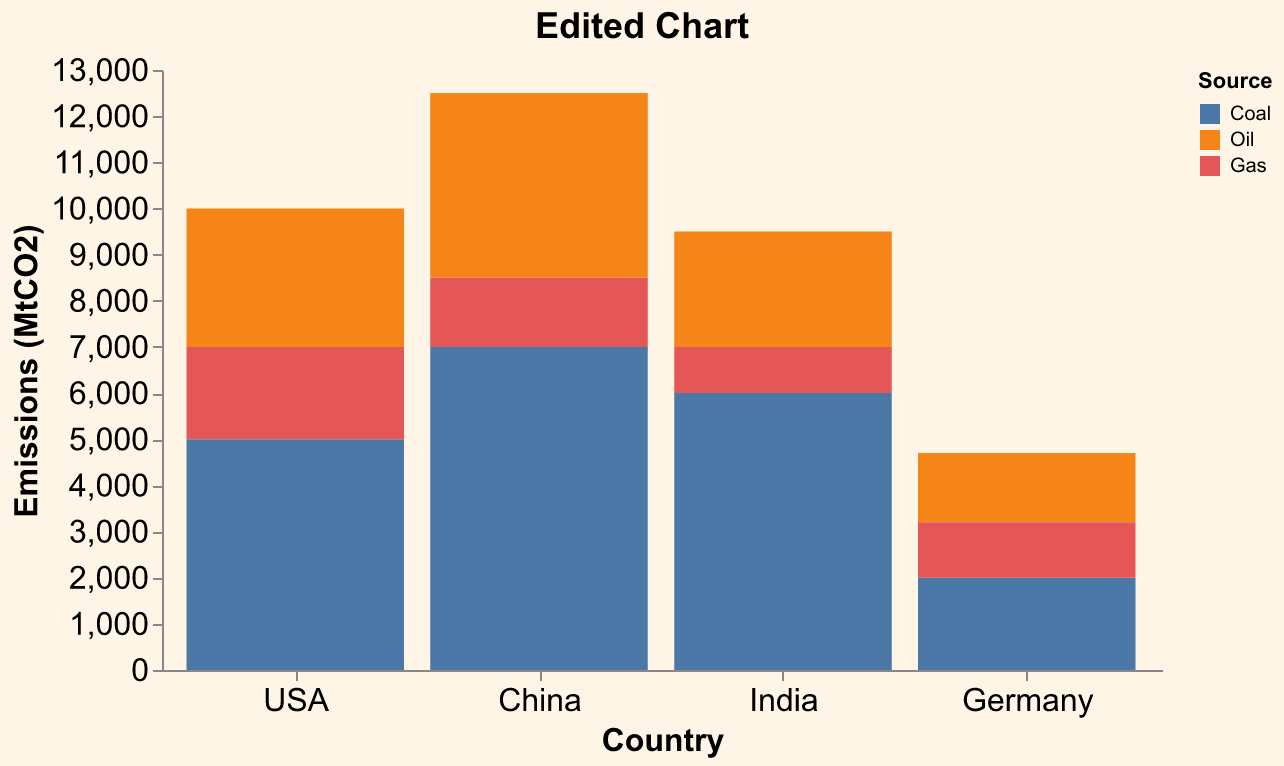 Edited Chart
13,000
12,000
11,000
10,000
9,000
8,000
7,000
6,000
5,000
4,000
3,000
2,000
1,000
0
Emissions (MtCO2)
USA
China
India
Germany
Country
Source
Coal
Oil
Gas